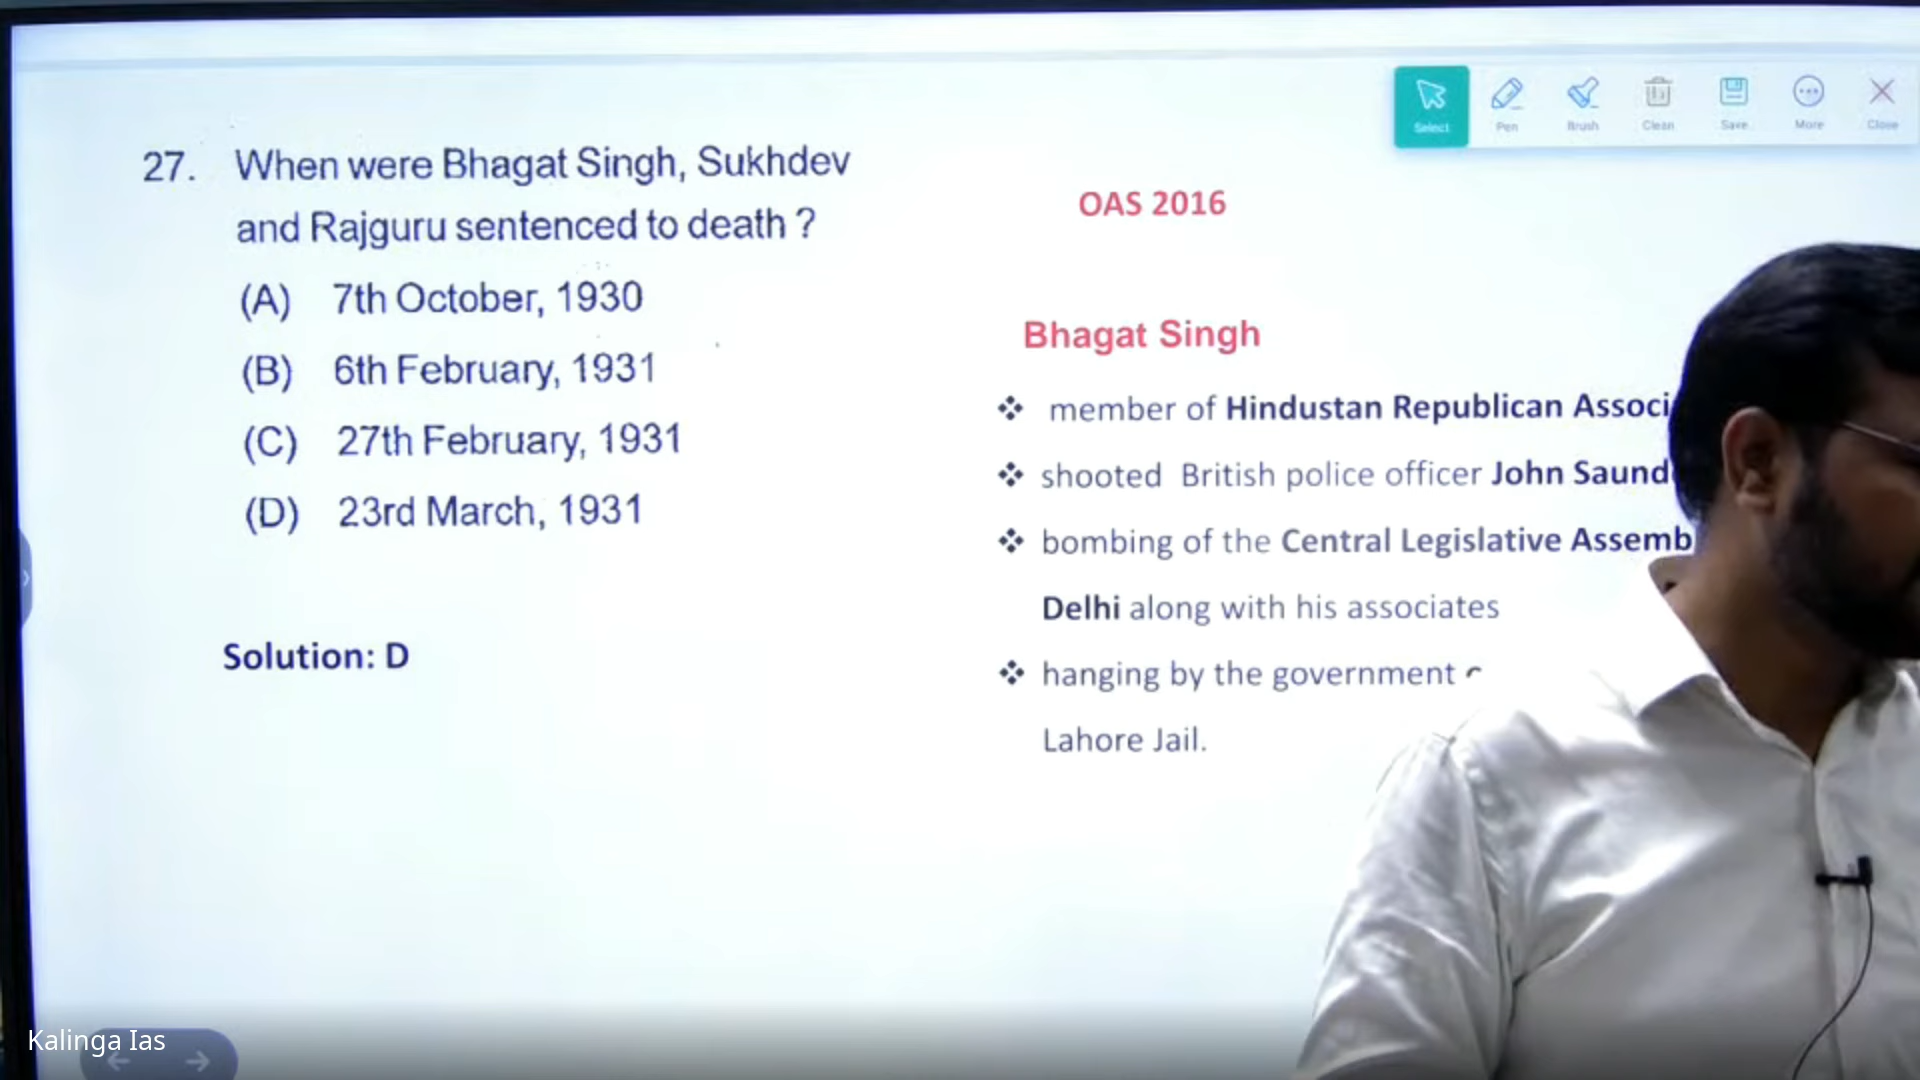 Select Pen Brush Clean Save More Close
27. When were Bhagat Singh, Sukhdev
and Rajguru sentenced to death ?
(A) 7th October, 1930
(B) 6th February, 1931
(C) 27th February, 1931
(D) 23rd March, 1931
Solution: D
OAS 2016
Bhagat Singh
❖ member of Hindustan Republican Associ
❖ shooted British police officer John Saund
❖ bombing of the Central Legislative Assemb
Delhi along with his associates
❖ hanging by the government
Lahore Jail.
Kalinga Ias